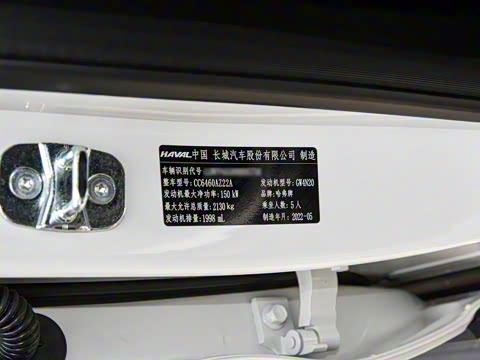 HAVAL 中国 长城汽车股份有限公司 制造
车辆识别代号
整车型号: CC6460AZ22A 发动机型号: GW4N20
发动机最大净功率: 150 kW 品牌: 哈弗牌
最大允许总质量: 2130 kg 乘坐人数: 5 人
发动机排量: 1998 mL 制造年月: 2022-05